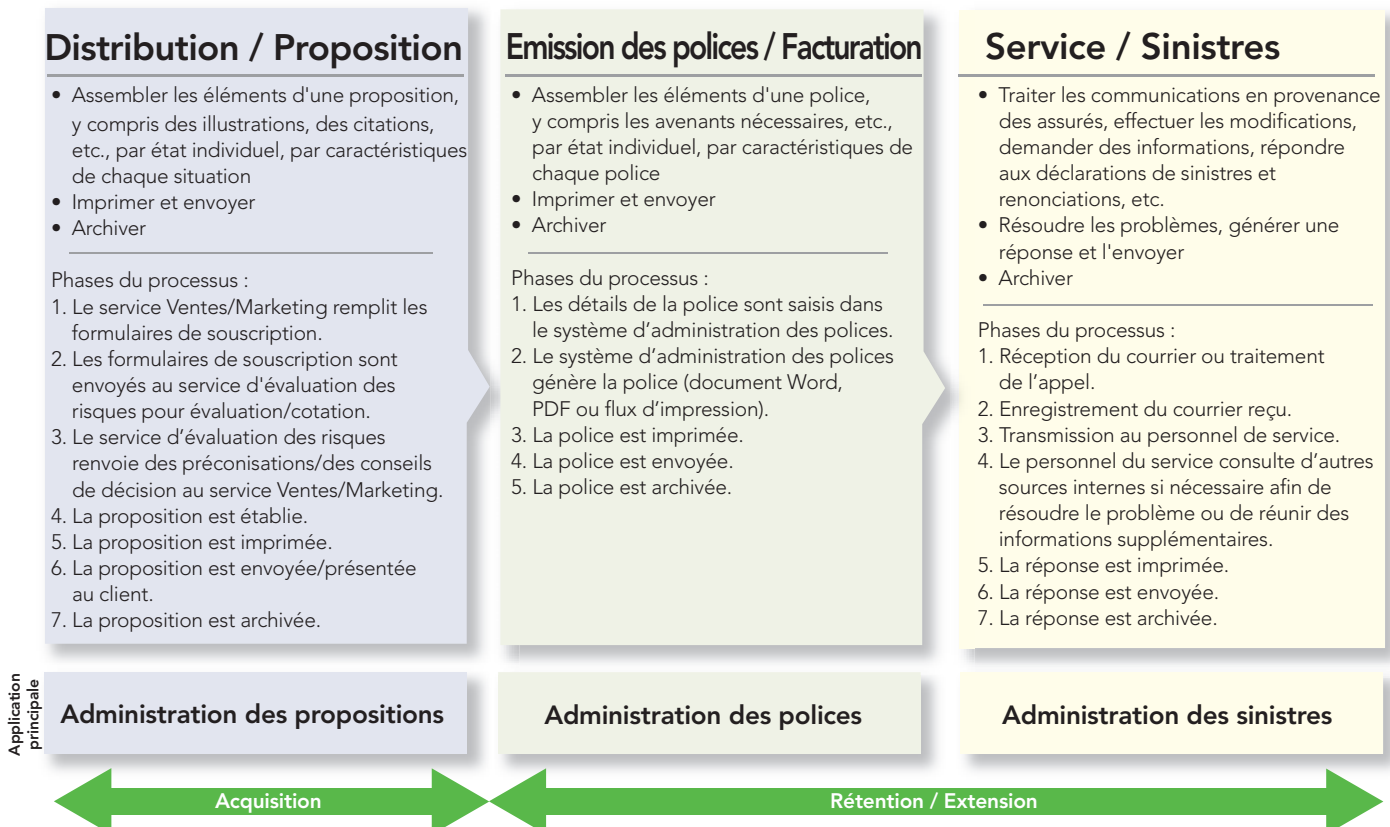 Distribution / Proposition
• Assembler les éléments d'une proposition,
y compris des illustrations, des citations,
etc., par état individuel, par caractéristiques
de chaque situation
• Imprimer et envoyer
• Archiver
Phases du processus :
1. Le service Ventes/Marketing remplit les
formulaires de souscription.
2. Les formulaires de souscription sont
envoyés au service d'évaluation des
risques pour évaluation/cotation.
3. Le service d’évaluation des risques
renvoie des préconisations/des conseils
de décision au service Ventes/Marketing.
4. La proposition est établie.
5. La proposition est imprimée.
6. La proposition est envoyée/présentée
au client.
7. La proposition est archivée.
Emission des polices / Facturation
• Assembler les éléments d'une police,
y compris les avenants nécessaires, etc.,
par état individuel, par caractéristiques de
chaque police
• Imprimer et envoyer
• Archiver
Phases du processus :
1. Les détails de la police sont saisis dans
le système d’administration des polices.
2. Le système d’administration des polices
génère la police (document Word,
PDF ou flux d’impression).
3. La police est imprimée.
4. La police est envoyée.
5. La police est archivée.
Service / Sinistres
• Traiter les communications en provenance
des assurés, effectuer les modifications,
demander des informations, répondre
aux déclarations de sinistres et
renonciations, etc.
• Résoudre les problèmes, générer une
réponse et l'envoyer
• Archiver
Phases du processus :
1. Réception du courrier ou traitement
de l’appel.
2. Enregistrement du courrier reçu.
3. Transmission au personnel de service.
4. Le personnel du service consulte d’autres
sources internes si nécessaire afin de
résoudre le problème ou de réunir des
informations supplémentaires.
5. La réponse est imprimée.
6. La réponse est envoyée.
7. La réponse est archivée.
Application
principale
Administration des propositions
Administration des polices
Administration des sinistres
Acquisition
Rétention / Extension